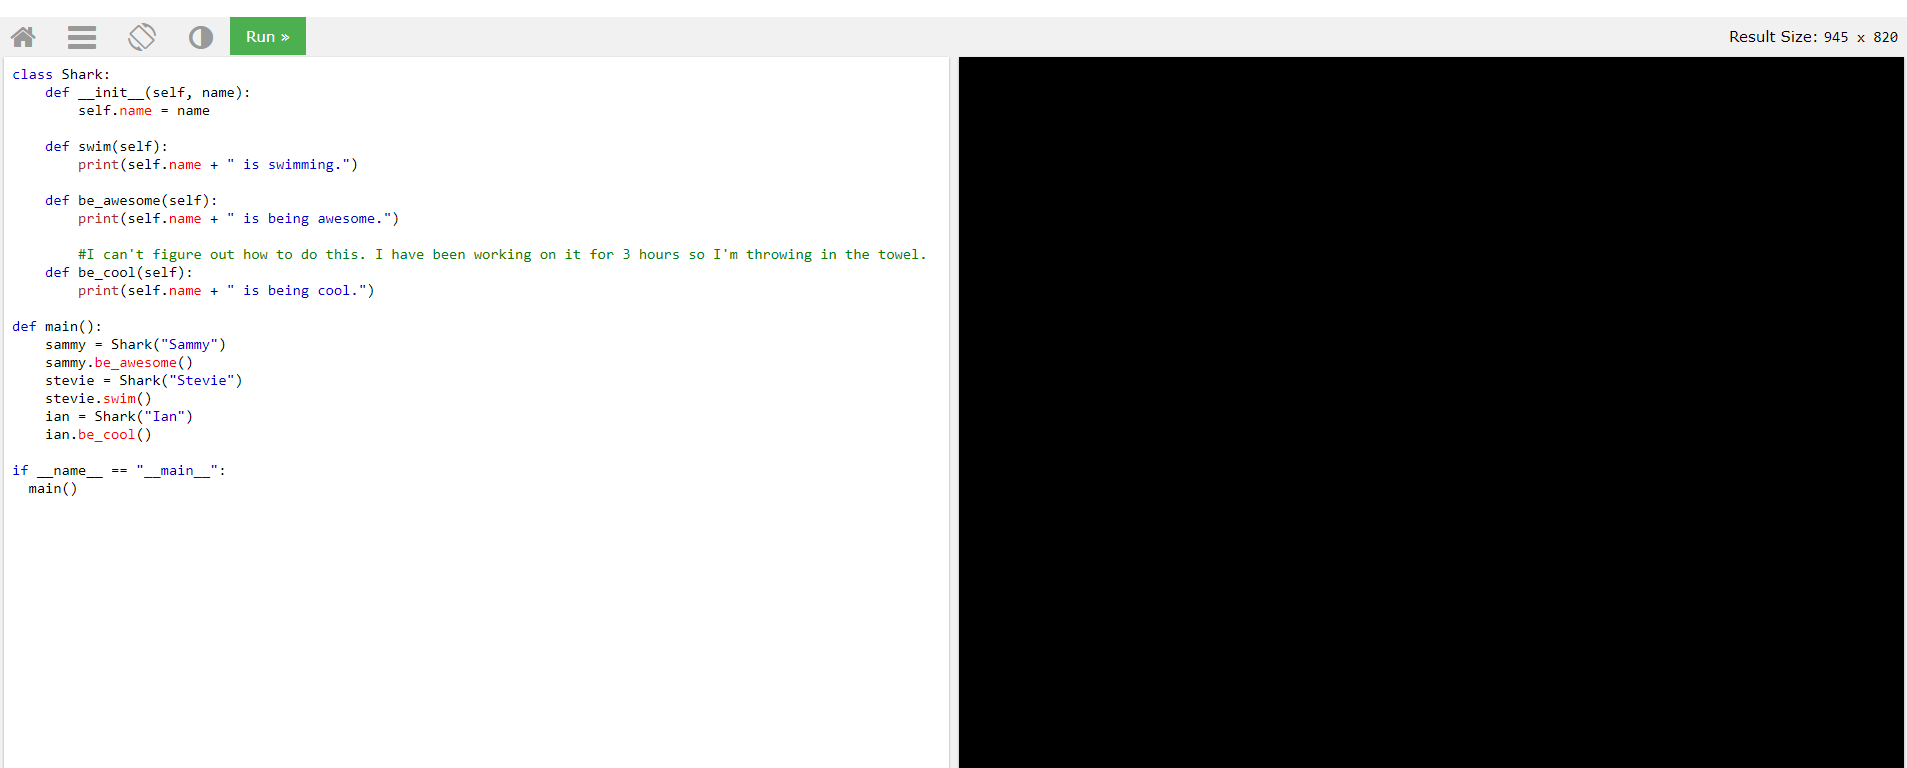 Run »
Result Size: 945 x 820
class Shark:
    def __init__(self, name):
        self.name = name
    def swim(self):
        print(self.name + " is swimming.")
    def be_awesome(self):
        print(self.name + " is being awesome.")
        #I can't figure out how to do this. I have been working on it for 3 hours so I'm throwing in the towel.
    def be_cool(self):
        print(self.name + " is being cool.")
def main():
    sammy = Shark("Sammy")
    sammy.be_awesome()
    stevie = Shark("Stevie")
    stevie.swim()
    ian = Shark("Ian")
    ian.be_cool()
if __name__ == "__main__":
  main()